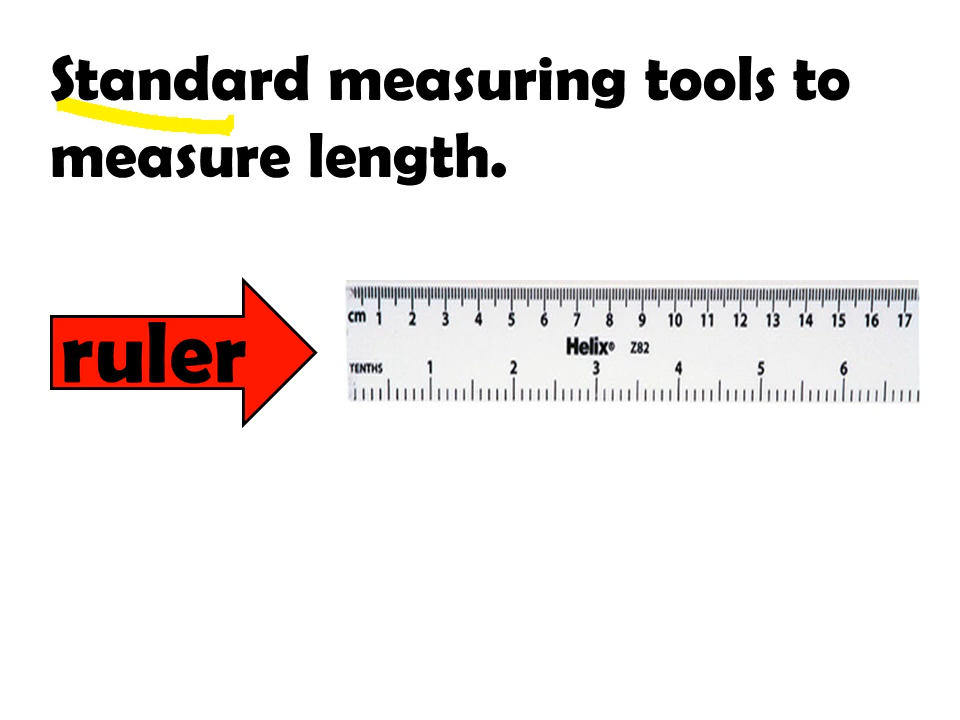 Standard measuring tools to
measure length.
ruler
cm 1 2 3 4 5 6 7 8 9 10 11 12 13 14 15 16 17
Helix® Z82
TENTHS 1 2 3 4 5 6